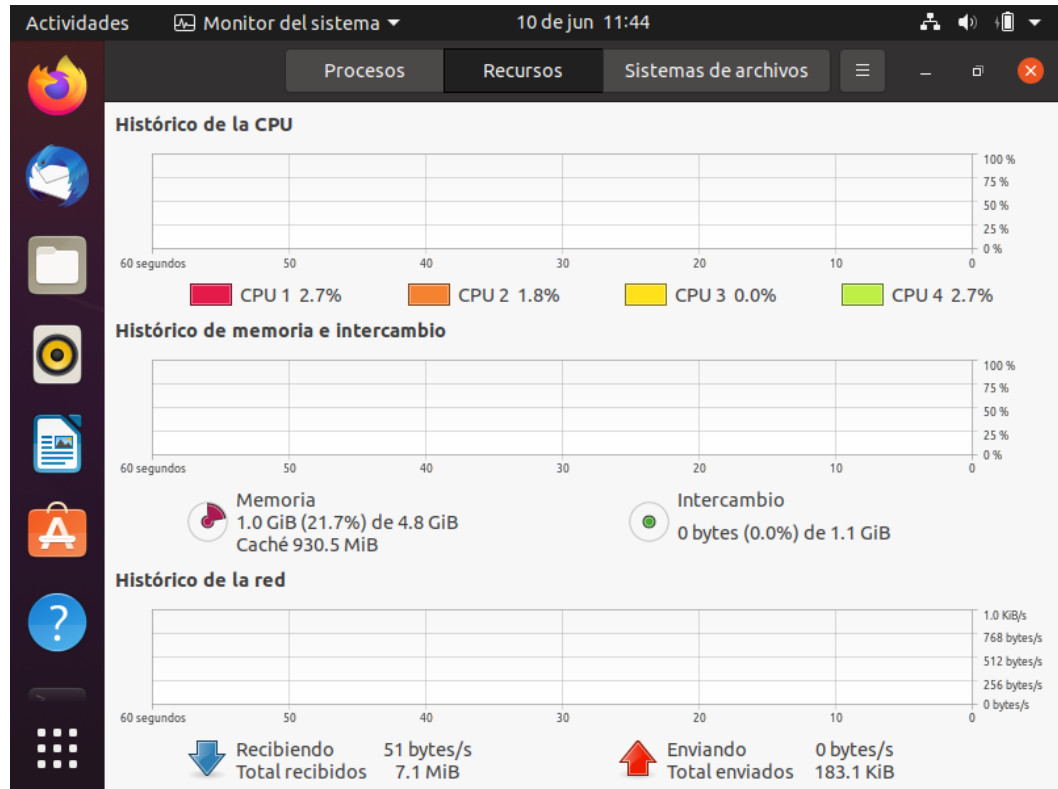 Actividades Monitor del sistema 10 de jun 11:44
Procesos Recursos Sistemas de archivos
Histórico de la CPU
100 %
75 %
50 %
25 %
0 %
60 segundos 50 40 30 20 10 0
CPU 1 2.7% CPU 2 1.8% CPU 3 0.0% CPU 4 2.7%
Histórico de memoria e intercambio
100 %
75 %
50 %
25 %
0 %
60 segundos 50 40 30 20 10 0
Memoria
1.0 GiB (21.7%) de 4.8 GiB
Caché 930.5 MiB
Intercambio
0 bytes (0.0%) de 1.1 GiB
Histórico de la red
1.0 KiB/s
768 bytes/s
512 bytes/s
256 bytes/s
0 bytes/s
60 segundos 50 40 30 20 10 0
Recibiendo 51 bytes/s
Total recibidos 7.1 MiB
Enviando 0 bytes/s
Total enviados 183.1 KiB